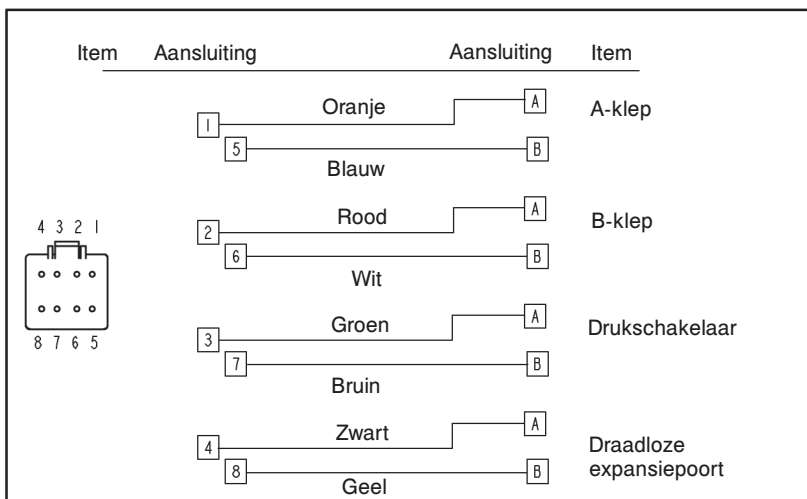 Item Aansluiting Aansluiting Item
Oranje A A-klep
1
5 B
Blauw
Rood A B-klep
2
6 B
Wit
4 3 2 1
8 7 6 5
Groen A Drukschakelaar
3
7 B
Bruin
Zwart A
4
Draadloze
expansiepoort
8 B
Geel